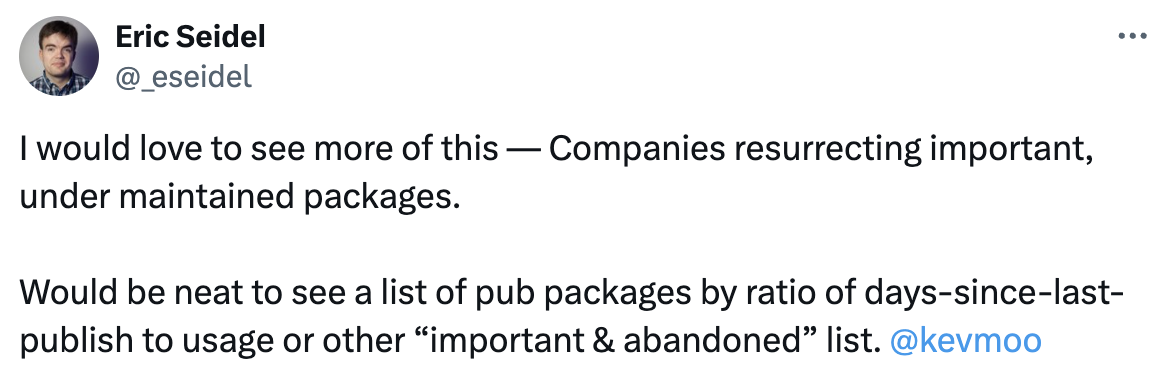 Eric Seidel
@_eseidel
I would love to see more of this — Companies resurrecting important,
under maintained packages.
Would be neat to see a list of pub packages by ratio of days-since-last-
publish to usage or other “important & abandoned” list. @kevmoo